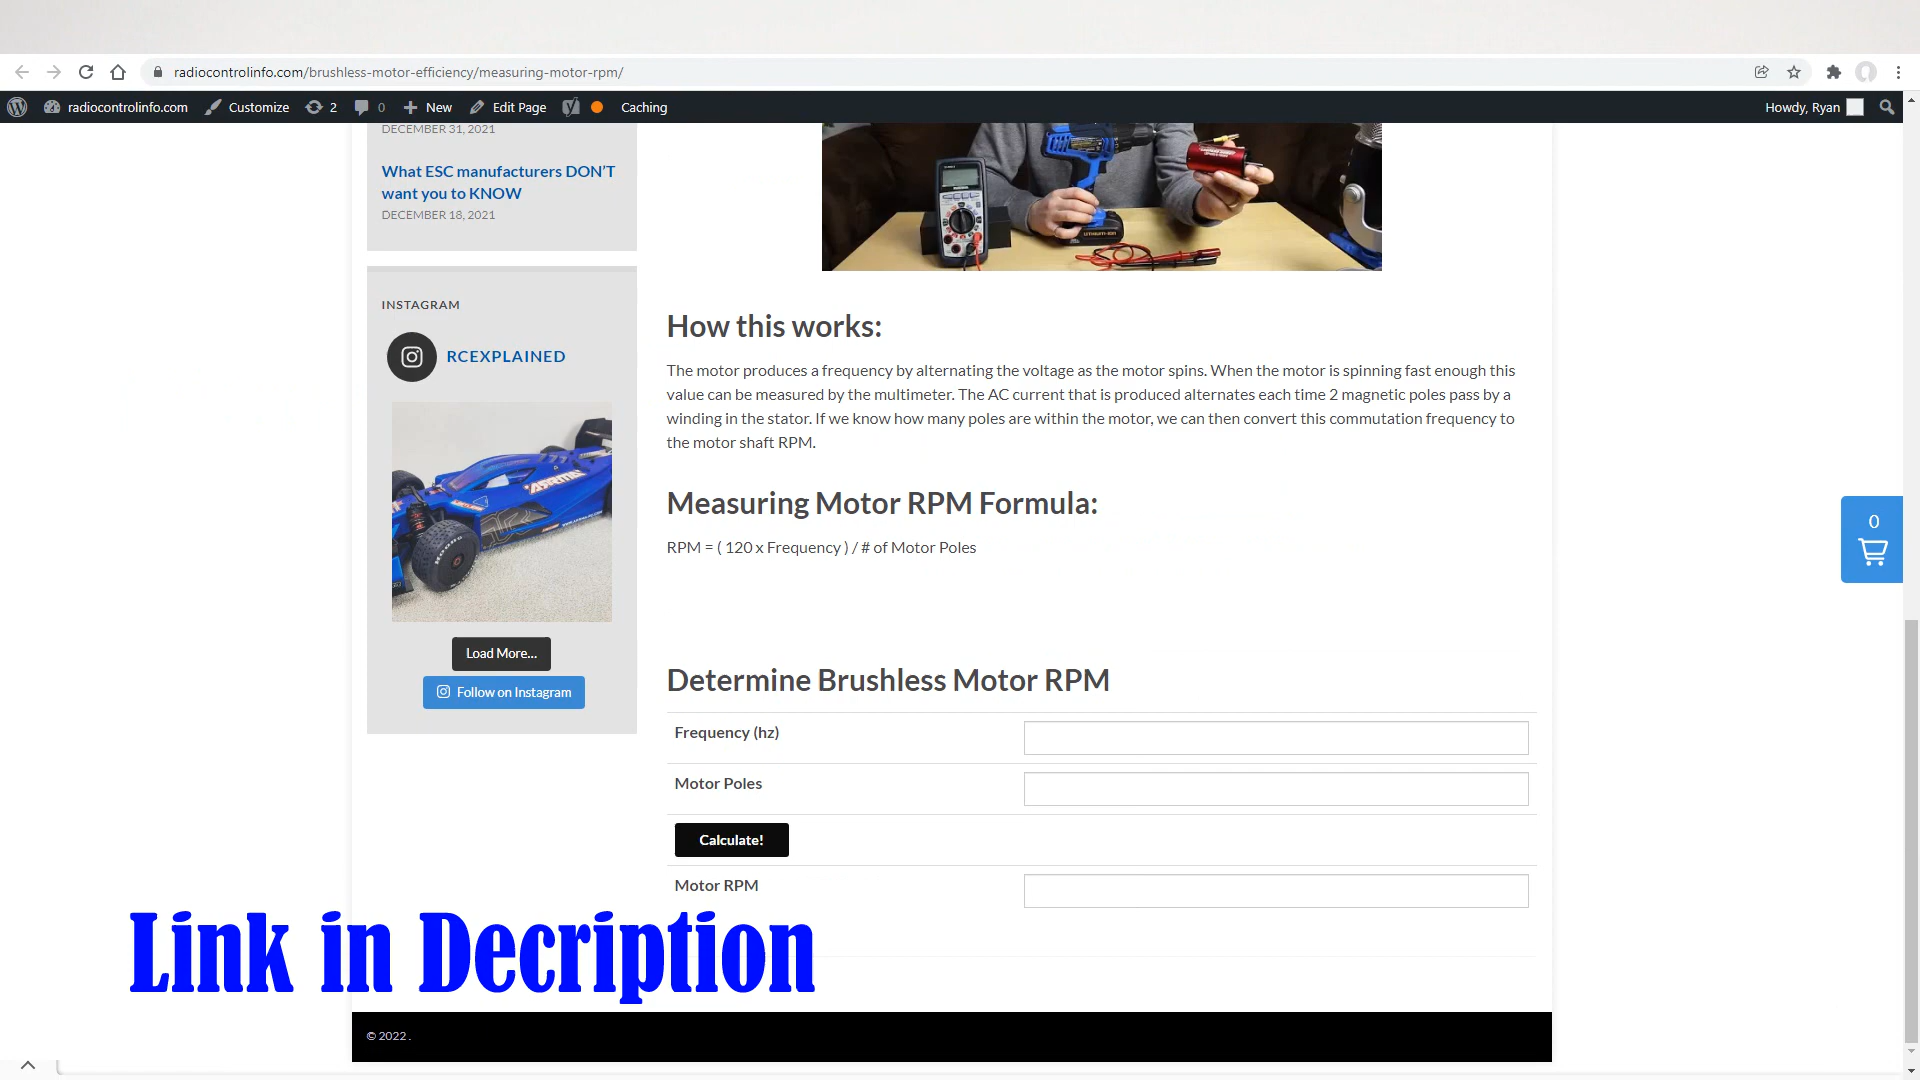 radiocontrolinfo.com/brushless-motor-efficiency/measuring-motor-rpm/
radiocontrolinfo.com Customize 2 0 New Edit Page Caching Howdy, Ryan
DECEMBER 31, 2021
What ESC manufacturers DON'T
want you to KNOW
DECEMBER 18, 2021
INSTAGRAM
RCEXPLAINED
ARRMA
Load More...
Follow on Instagram
LITHIUM-ION
How this works:
The motor produces a frequency by alternating the voltage as the motor spins. When the motor is spinning fast enough this
value can be measured by the multimeter. The AC current that is produced alternates each time 2 magnetic poles pass by a
winding in the stator. If we know how many poles are within the motor, we can then convert this commutation frequency to
the motor shaft RPM.
Measuring Motor RPM Formula:
RPM = ( 120 x Frequency ) / # of Motor Poles
0
Determine Brushless Motor RPM
Frequency (hz)
Motor Poles
Calculate!
Motor RPM
Link in Decription
© 2022 .